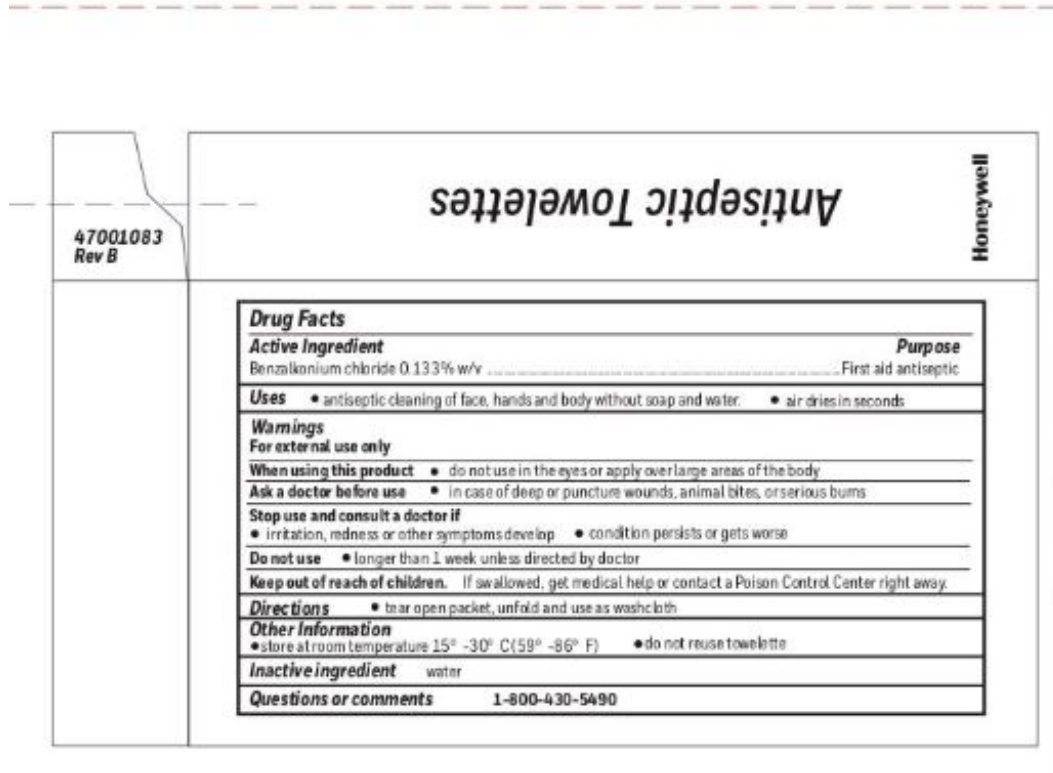 Antiseptic Towelettes
Honeywell
47001083
Rev B
Drug Facts
Active Ingredient Purpose
Benzalkonium chloride 0.133% w/v ........ First aid antiseptic
Uses • antiseptic cleaning of face, hands and body without soap and water. • air dries in seconds
Warnings
For external use only
When using this product • do not use in the eyes or apply over large areas of the body
Ask a doctor before use • in case of deep or puncture wounds, animal bites, or serious burns
Stop use and consult a doctor if
• irritation, redness or other symptoms develop • condition persists or gets worse
Do not use • longer than 1 week unless directed by doctor
Keep out of reach of children. If swallowed, get medical help or contact a Poison Control Center right away.
Directions • tear open packet, unfold and use as washcloth
Other Information
• store at room temperature 15° -30° C (59° -86° F) • do not reuse towelette
Inactive ingredient water
Questions or comments 1-800-430-5490